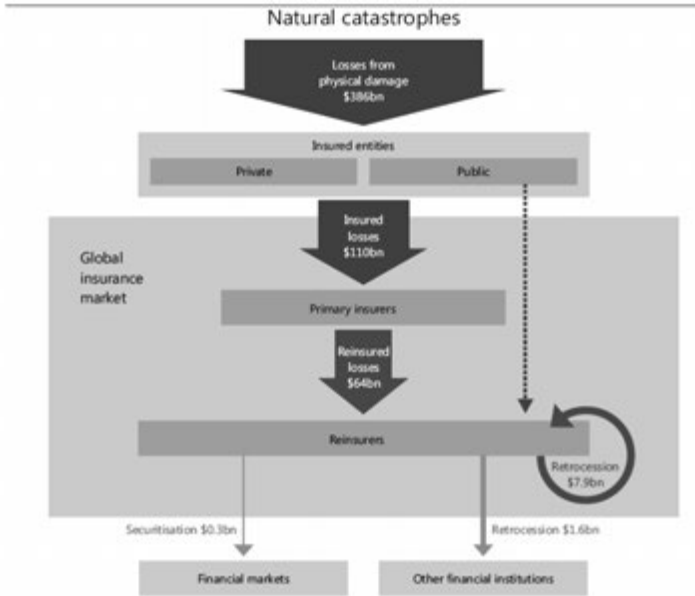 Natural catastrophes
Losses from
physical damage
$386bn
Insured entities
Private
Public
Insured
losses
$110bn
Global
insurance
market
Primary insurers
Reinsured
losses
$64bn
Reinsurers
Retrocession
$7.9bn
Securitisation $0.3bn
Retrocession $1.6bn
Financial markets
Other financial institutions